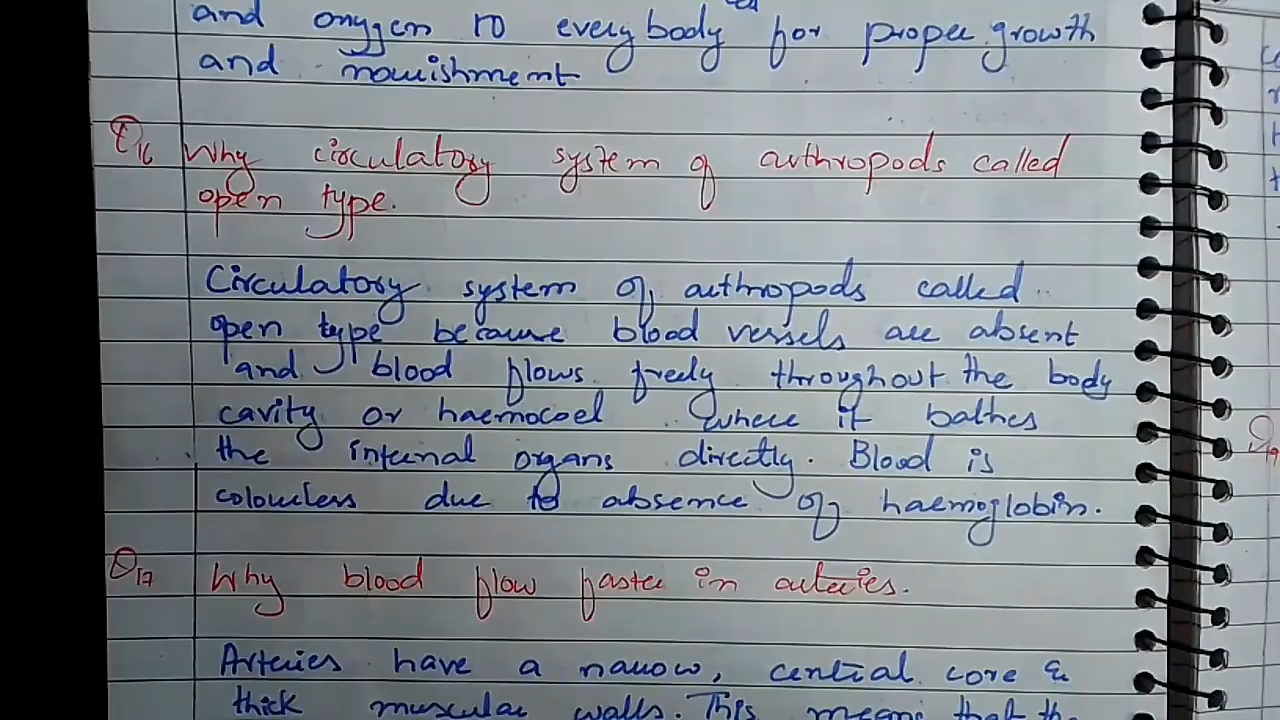 and oxygen to every body for proper growth
and nourishment
Q16 Why circulatory system of arthropods called
open type.
Circulatory system of arthropods called
open type because blood vessels are absent
and blood flows freely throughout the body
cavity or haemocoel where it bathes
the internal organs directly. Blood is
colourless due to absence of haemoglobin.
Q17 Why blood flow faster in arteries.
Arteries have a narrow, central core &
thick muscular walls. This means that